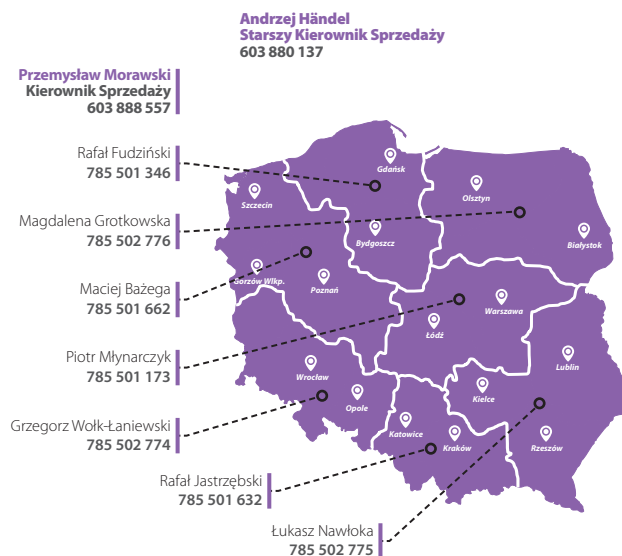 Andrzej Händel
Starszy Kierownik Sprzedaży
603 880 137
Przemysław Morawski
Kierownik Sprzedaży
603 888 557
Rafał Fudziński
785 501 346
Magdalena Grotkowska
785 502 776
Maciej Bażega
785 501 662
Piotr Młynarczyk
785 501 173
Grzegorz Wołk-Łaniewski
785 502 774
Rafał Jastrzębski
785 501 632
Łukasz Nawłoka
785 502 775
Gdańsk
Olsztyn
Szczecin
Bydgoszcz
Białystok
Gorzów Wlkp.
Poznań
Warszawa
Łódź
Lublin
Wrocław
Kielce
Opole
Katowice
Kraków
Rzeszów